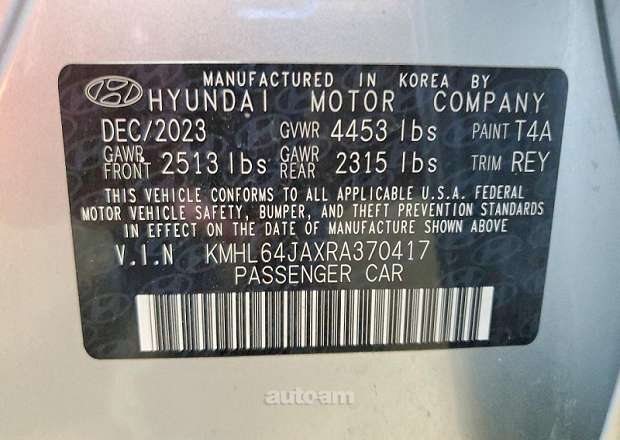 MANUFACTURED IN KOREA BY
HYUNDAI MOTOR COMPANY
DEC/2023 GVWR 4453 lbs PAINT T4A
GAWR FRONT 2513 lbs GAWR REAR 2315 lbs TRIM REY
THIS VEHICLE CONFORMS TO ALL APPLICABLE U.S.A. FEDERAL
MOTOR VEHICLE SAFETY, BUMPER, AND THEFT PREVENTION STANDARDS
IN EFFECT ON THE DATE OF MANUFACTURE SHOWN ABOVE
V.I.N KMHL64JAXRA370417
PASSENGER CAR
auto.am